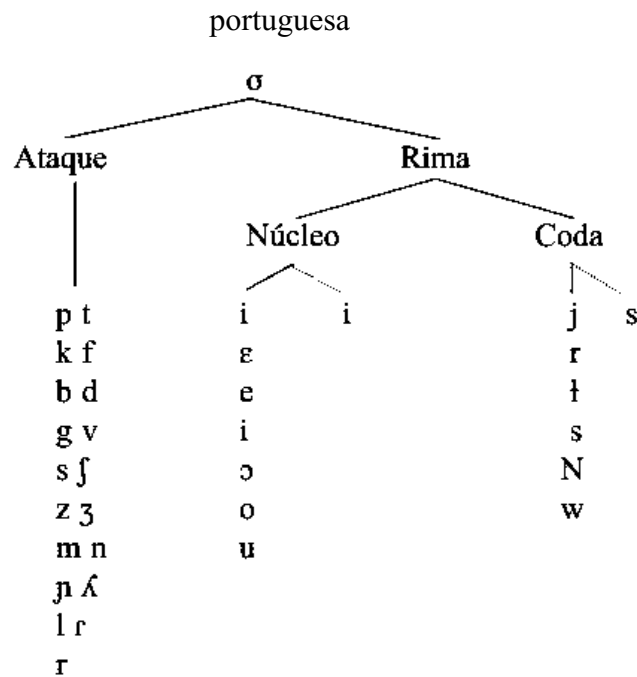 portuguesa
σ
Ataque Rima
Núcleo Coda
p t i i j s
k f ɛ r
b d e ɫ
g v i s
s ʃ ɔ N
z ʒ o w
m n u
ɲ ʎ
l ɾ
r